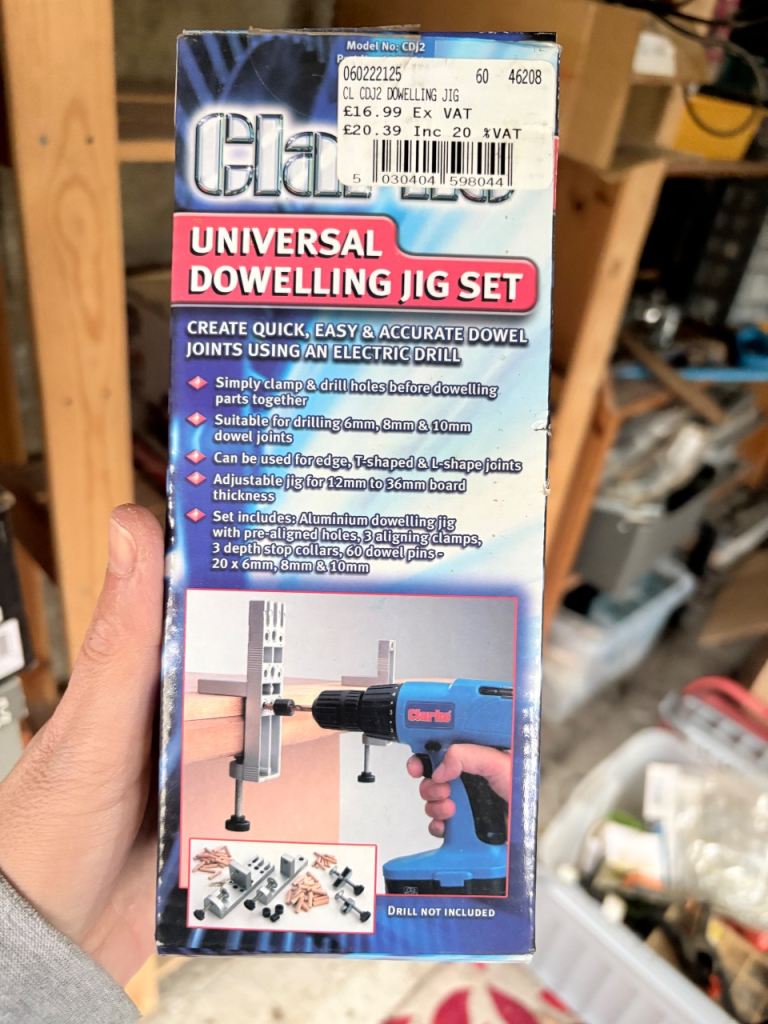 Model No: CDJ2
060222125 60 46208
CL CDJ2 DOWELLING JIG
£16.99 Ex VAT
£20.39 Inc 20 %VAT
5 030404 598044
UNIVERSAL
DOWELLING JIG SET
CREATE QUICK, EASY & ACCURATE DOWEL
JOINTS USING AN ELECTRIC DRILL
Simply clamp & drill holes before dowelling
parts together
Suitable for drilling 6mm, 8mm & 10mm
dowel joints
Can be used for edge, T-shaped & L-shape joints
Adjustable jig for 12mm to 36mm board
thickness
Set includes: Aluminium dowelling jig
with pre-aligned holes, 3 aligning clamps,
3 depth stop collars, 60 dowel pins -
20 x 6mm, 8mm & 10mm
Clarke
DRILL NOT INCLUDED